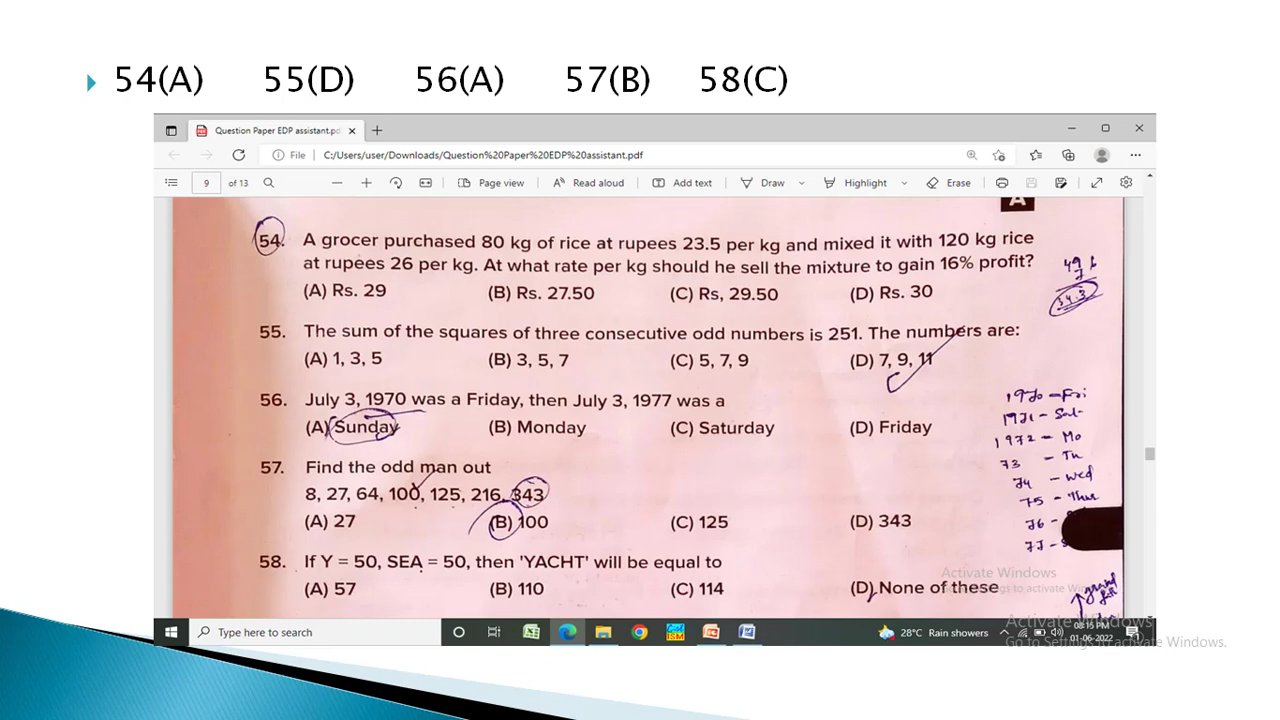 54(A) 55(D) 56(A) 57(B) 58(C)
Question Paper EDP assistant.pd
File C:/Users/user/Downloads/Question%20Paper%20EDP%20assistant.pdf
9 of 13 Page view Read aloud Add text Draw Highlight Erase
A
54. A grocer purchased 80 kg of rice at rupees 23.5 per kg and mixed it with 120 kg rice
at rupees 26 per kg. At what rate per kg should he sell the mixture to gain 16% profit?
(A) Rs. 29 (B) Rs. 27.50 (C) Rs, 29.50 (D) Rs. 30
34.3
55. The sum of the squares of three consecutive odd numbers is 251. The numbers are:
(A) 1, 3, 5 (B) 3, 5, 7 (C) 5, 7, 9 (D) 7, 9, 11
56. July 3, 1970 was a Friday, then July 3, 1977 was a
(A) Sunday (B) Monday (C) Saturday (D) Friday
1970 - Fri
1971 - Sat
1972 - Mo
73 - Tu
74 - Wed
75 - Thur
76 -
77 - S
57. Find the odd man out
8, 27, 64, 100, 125, 216, 343
(A) 27 (B) 100 (C) 125 (D) 343
58. If Y = 50, SEA = 50, then 'YACHT' will be equal to
(A) 57 (B) 110 (C) 114 (D) None of these
Activate Windows
Type here to search
28°C Rain showers
08:15 PM
01-06-2022
Activate Windows
Go to Settings to activate Windows.